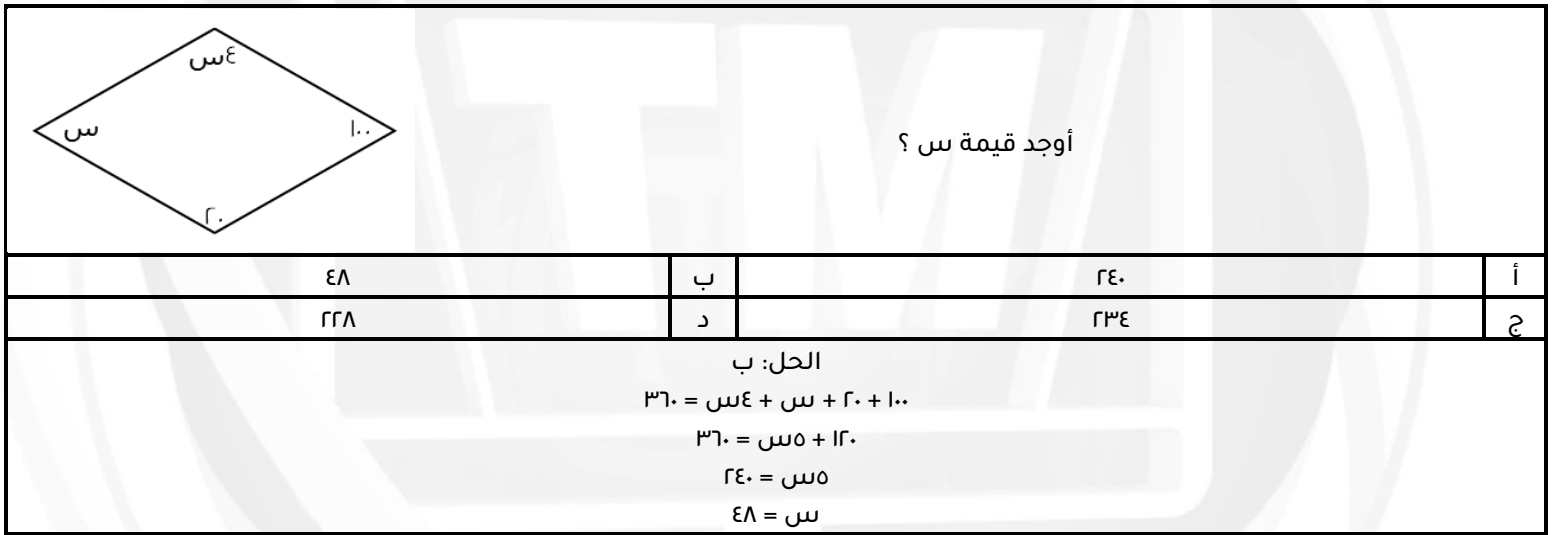 ٤س
س
١٠٠
٢٠
أوجد قيمة س ؟
أ ٢٤٠ ب ٤٨
ج ٢٣٤ د ٢٢٨
الحل: ب
١٠٠ + ٢٠ + س + ٤س = ٣٦٠
١٢٠ + ٥س = ٣٦٠
٥س = ٢٤٠
س = ٤٨
TM